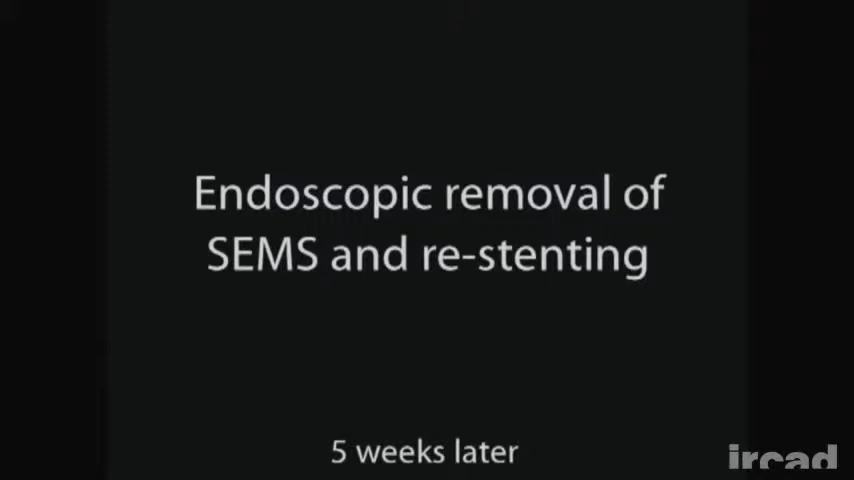 Endoscopic removal of
SEMS and re-stenting
5 weeks later
ircad